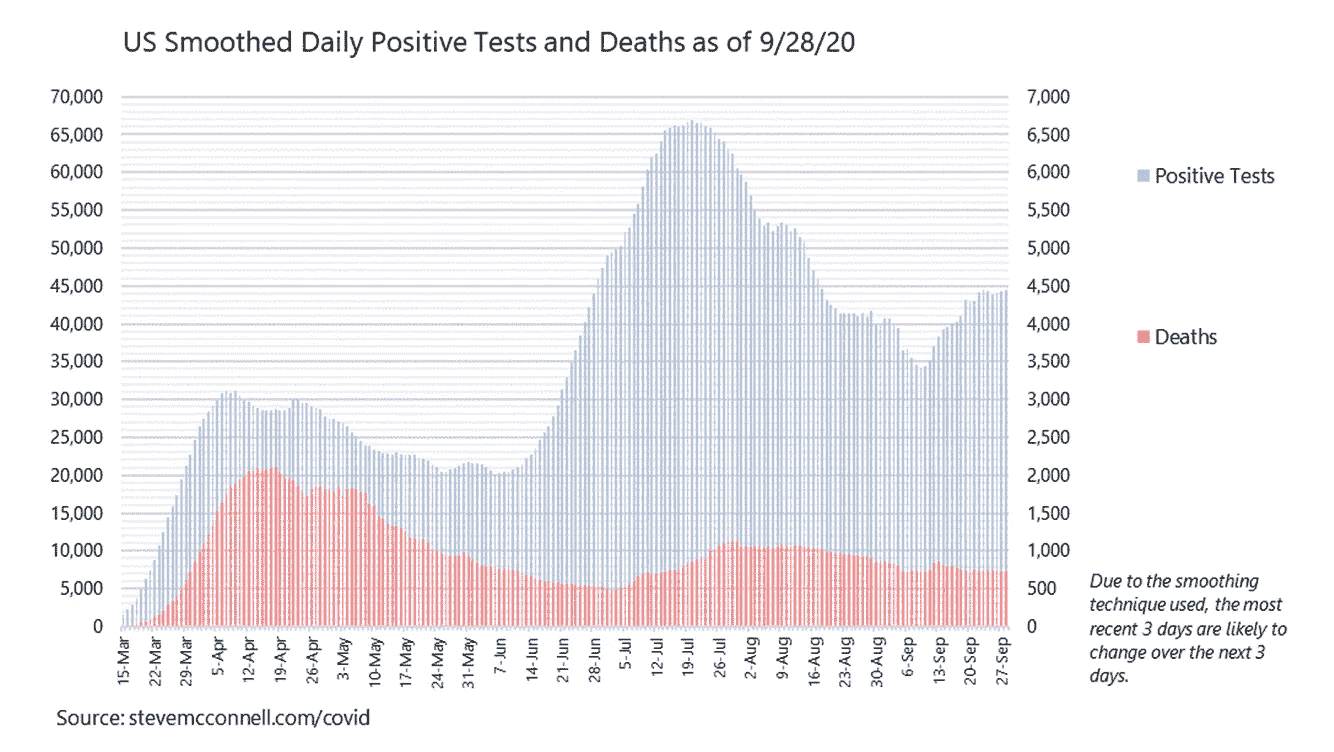 US Smoothed Daily Positive Tests and Deaths as of 9/28/20
70,000
65,000
60,000
55,000
50,000
45,000
40,000
35,000
30,000
25,000
20,000
15,000
10,000
5,000
0
7,000
6,500
6,000
5,500
5,000
4,500
4,000
3,500
3,000
2,500
2,000
1,500
1,000
500
0
15-Mar
22-Mar
29-Mar
5-Apr
12-Apr
19-Apr
26-Apr
3-May
10-May
17-May
24-May
31-May
7-Jun
14-Jun
21-Jun
28-Jun
5-Jul
12-Jul
19-Jul
26-Jul
2-Aug
9-Aug
16-Aug
23-Aug
30-Aug
6-Sep
13-Sep
20-Sep
27-Sep
Positive Tests
Deaths
Due to the smoothing
technique used, the most
recent 3 days are likely to
change over the next 3
days.
Source: stevemcconnell.com/covid